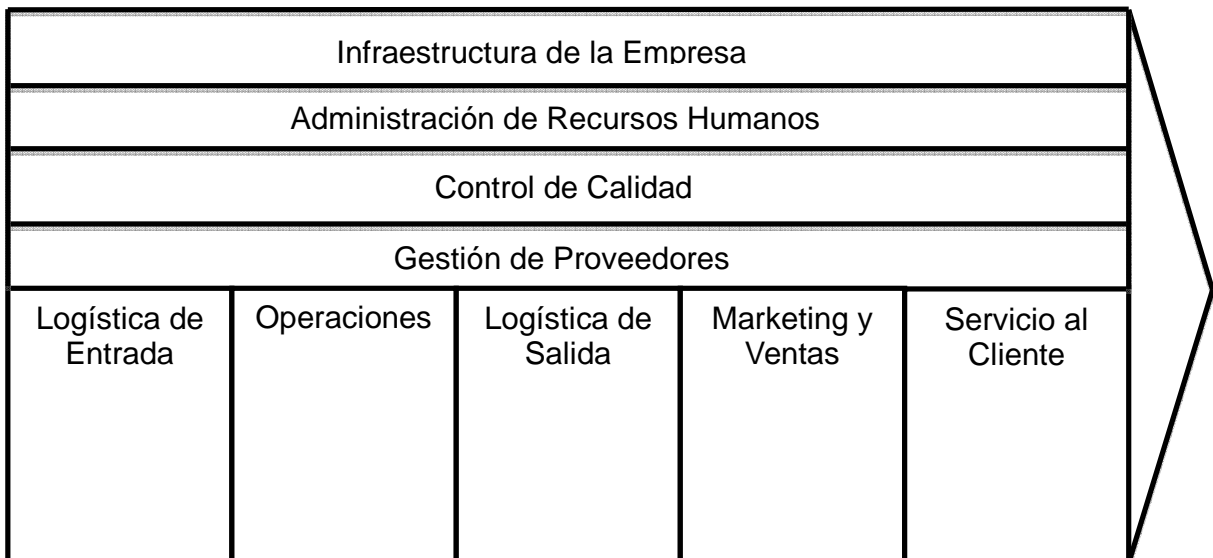 Infraestructura de la Empresa
Administración de Recursos Humanos
Control de Calidad
Gestión de Proveedores
Logística de
Entrada
Operaciones
Logística de
Salida
Marketing y
Ventas
Servicio al
Cliente